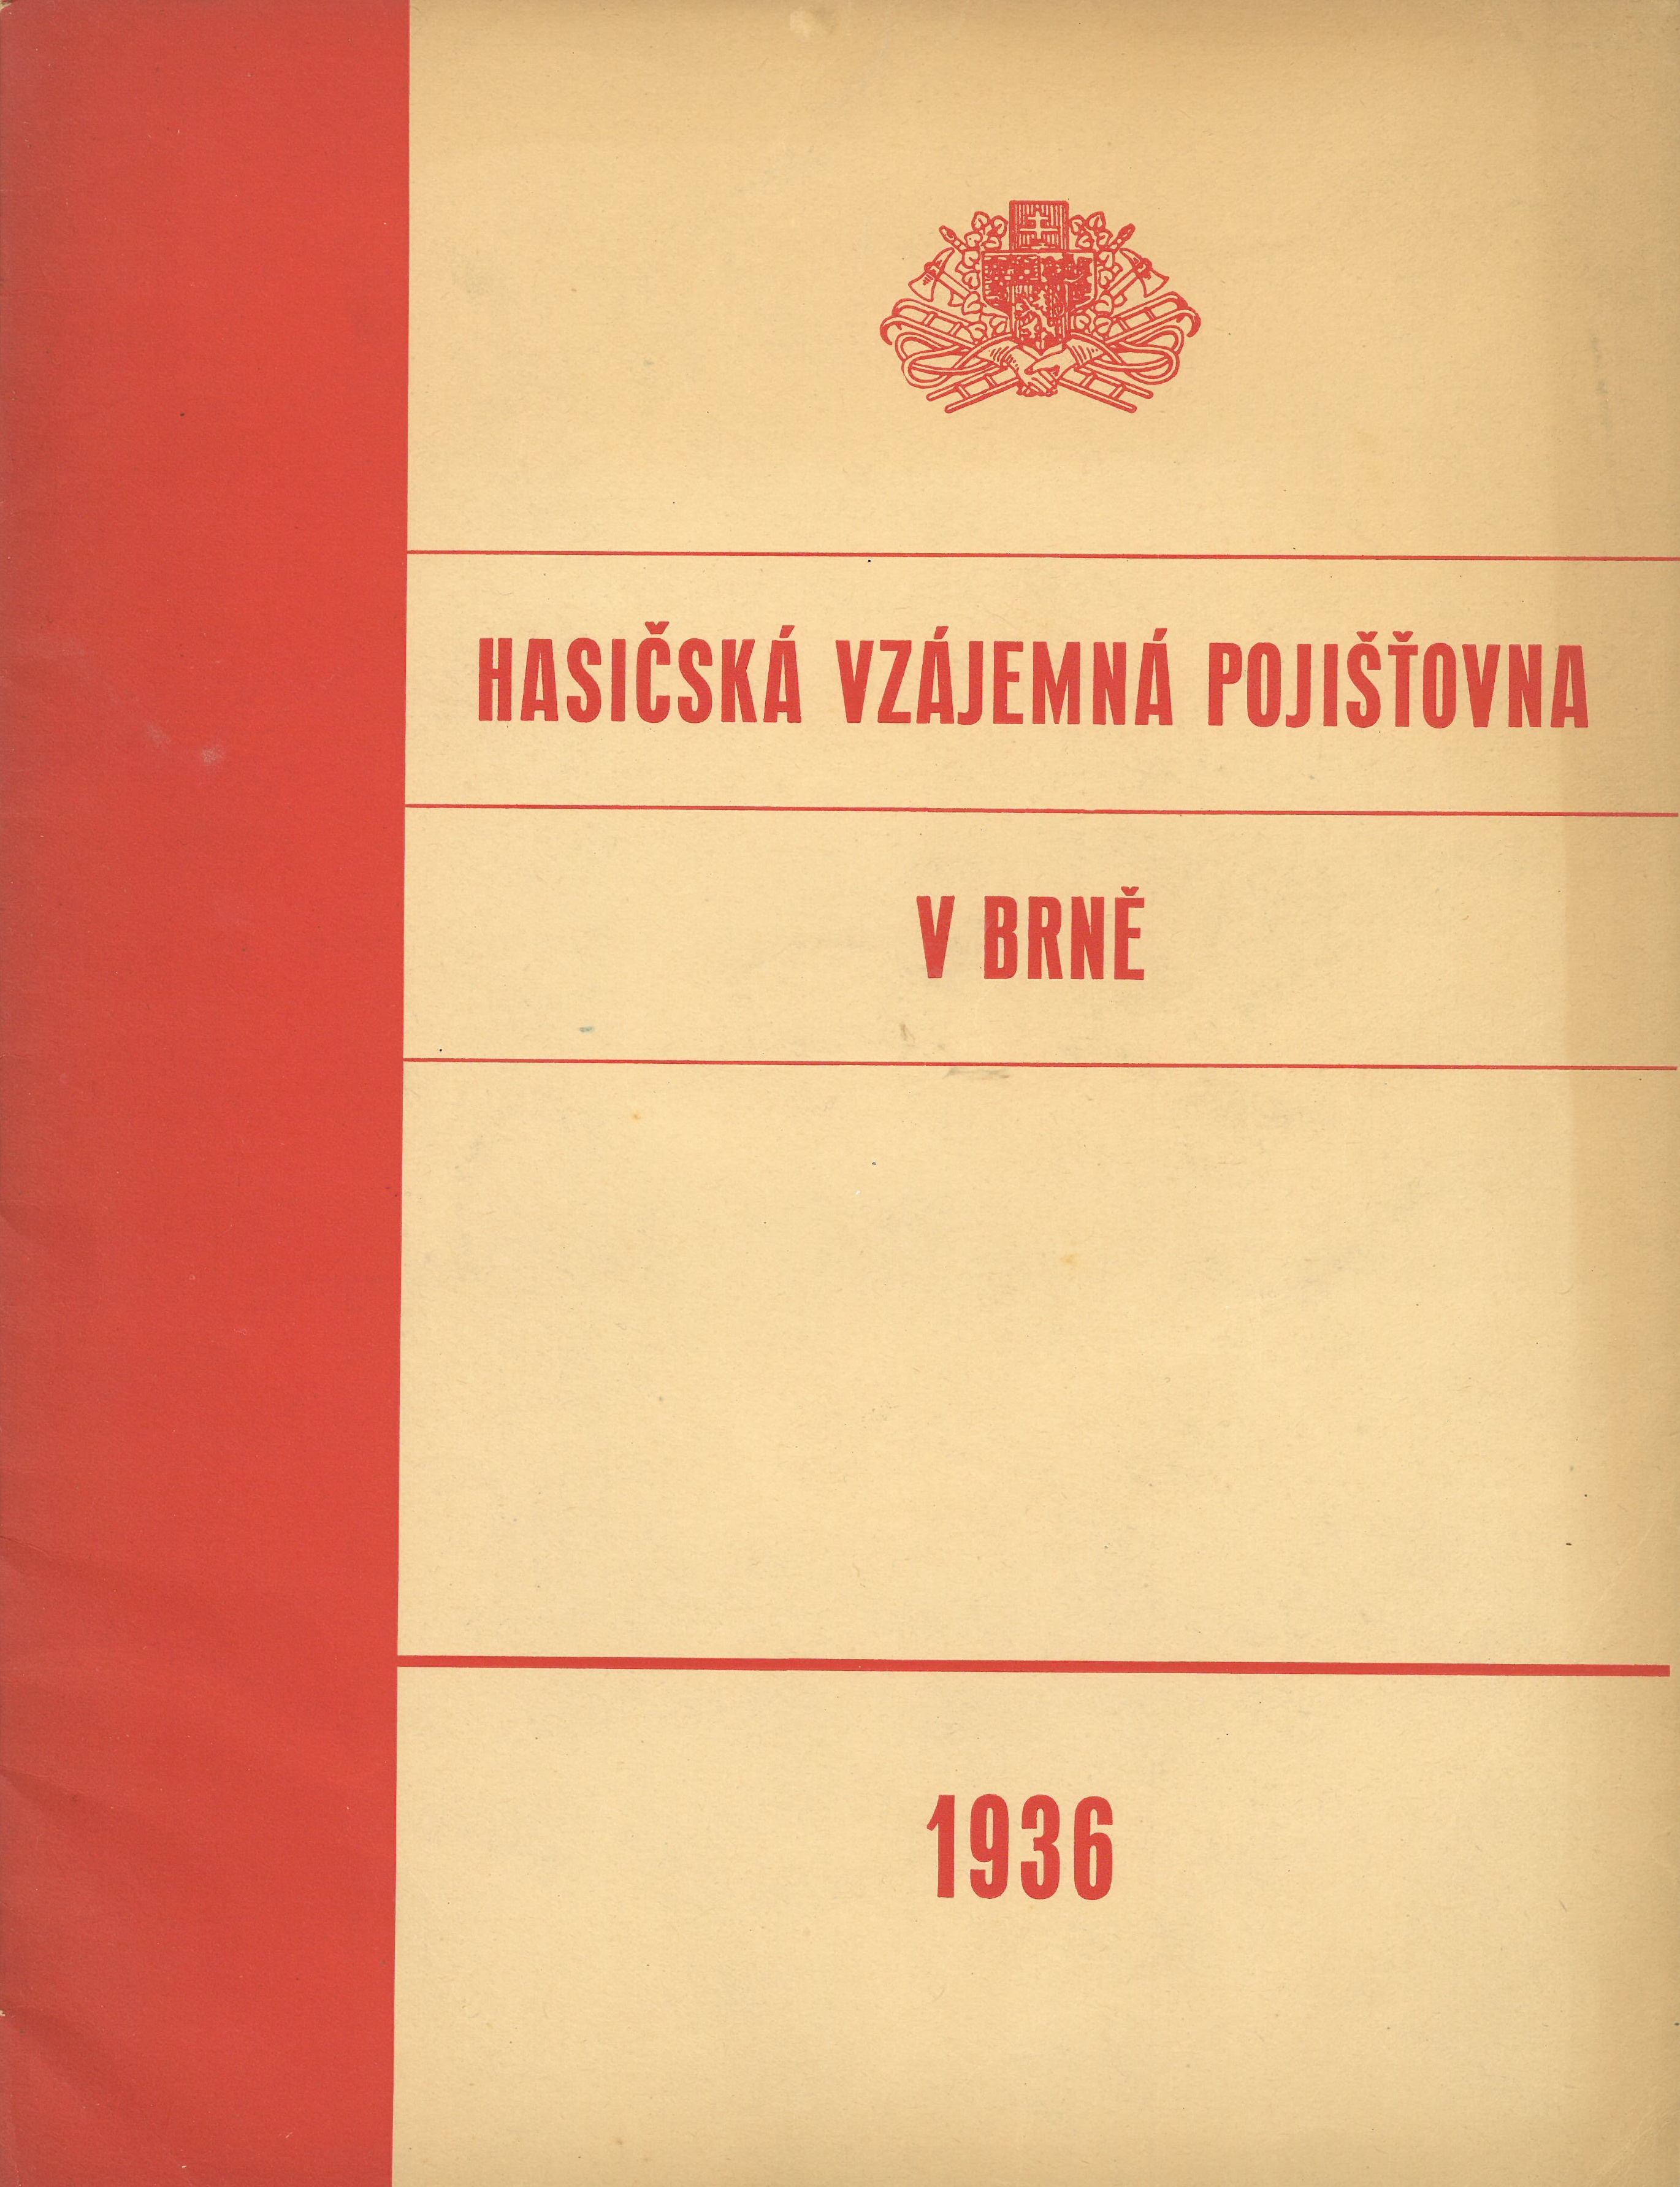 HASIČSKÁ VZÁJEMNÁ POJIŠŤOVNA
V BRNĚ
1936